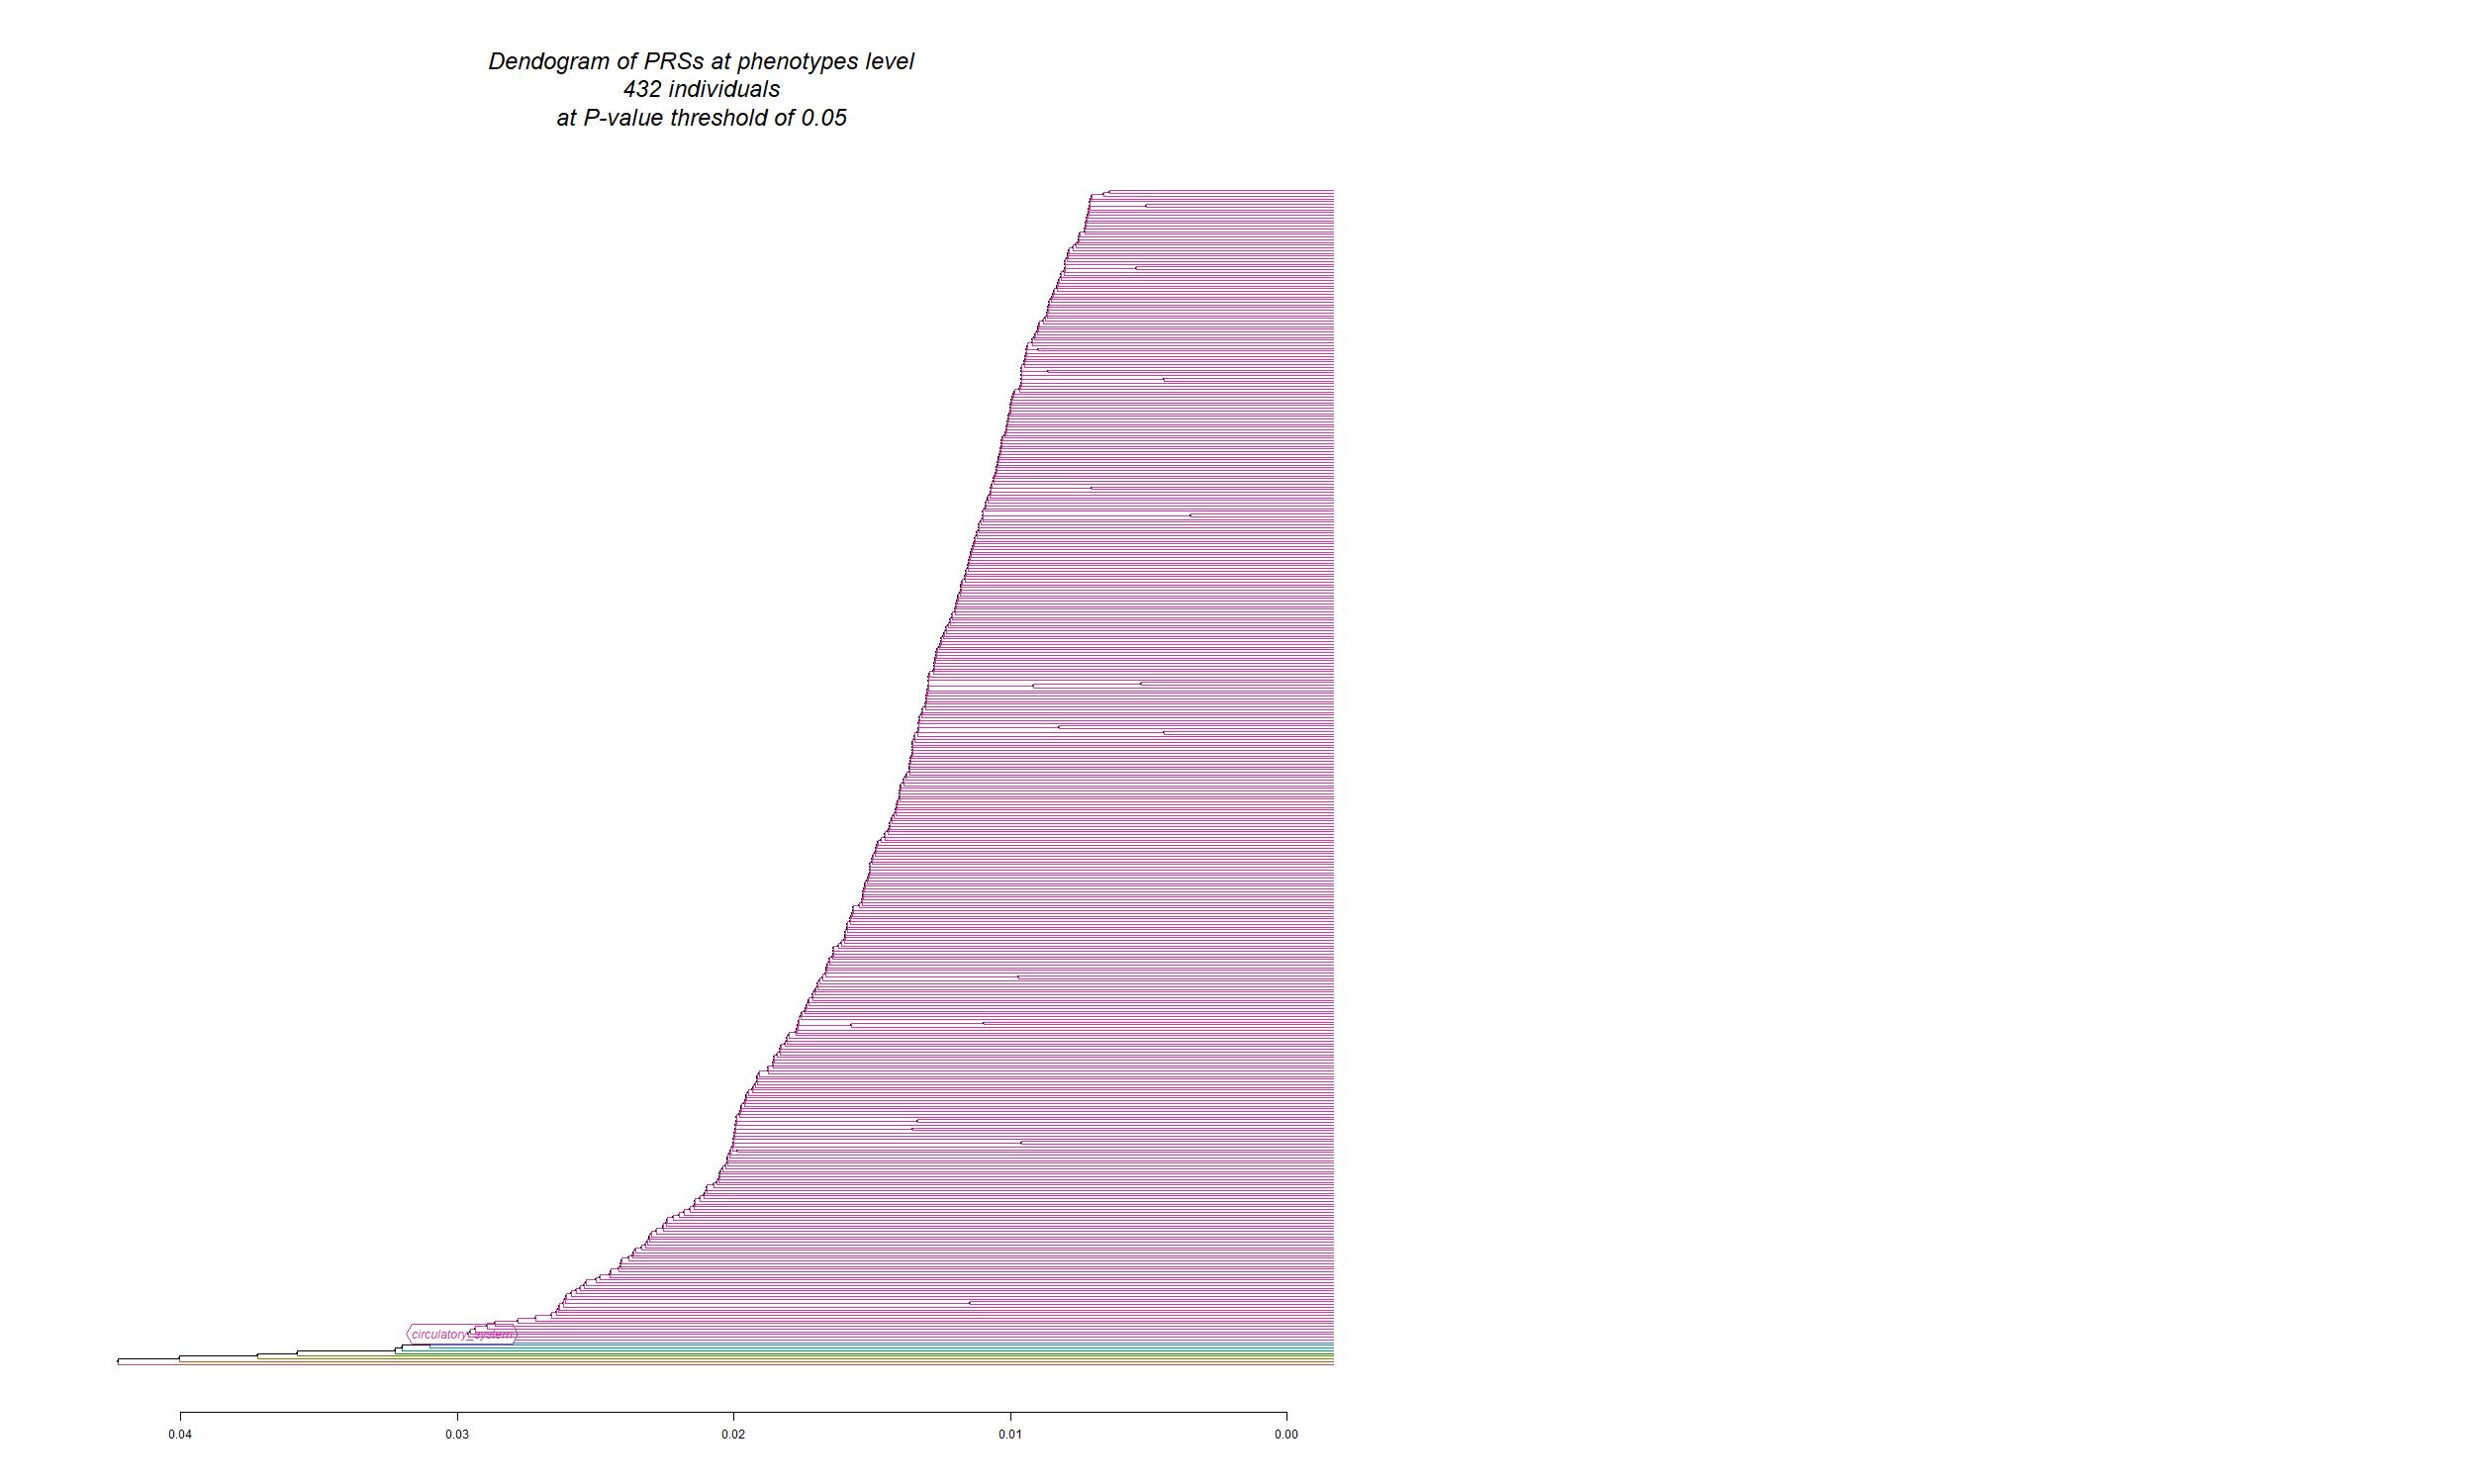 Dendogram of PRSs at phenotypes level
432 individuals
at P-value threshold of 0.05
circulatory_system
0.04 0.03 0.02 0.01 0.00